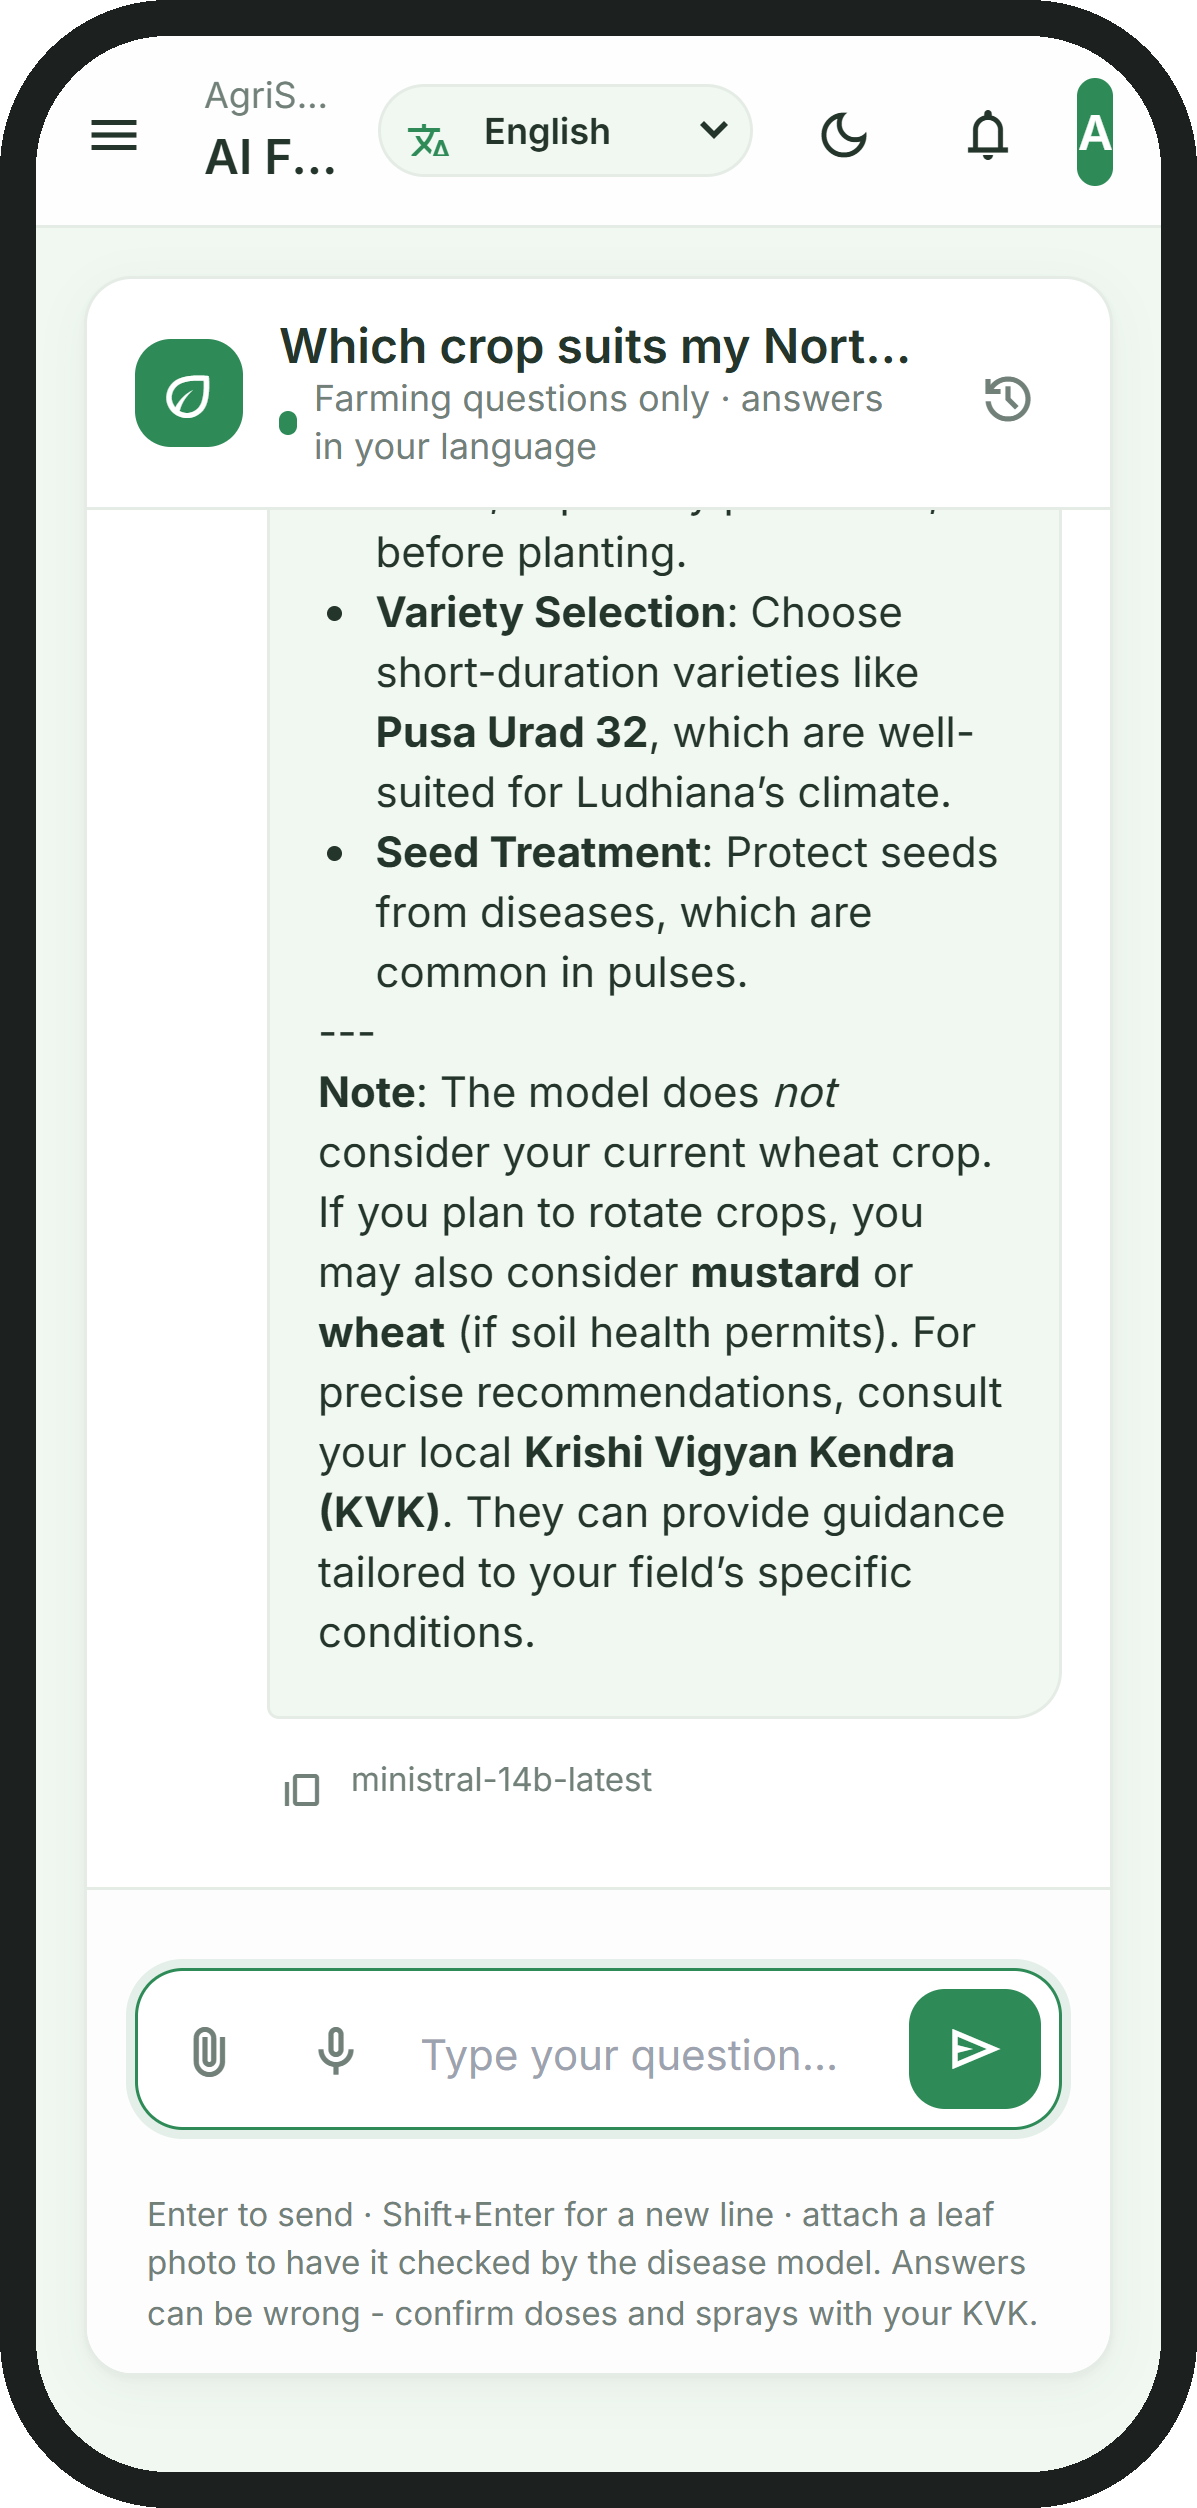 AgriS...
AI F...
English
A
Which crop suits my Nort...
Farming questions only · answers
in your language
before planting.
• Variety Selection: Choose
short-duration varieties like
Pusa Urad 32, which are well-
suited for Ludhiana’s climate.
• Seed Treatment: Protect seeds
from diseases, which are
common in pulses.
---
Note: The model does not
consider your current wheat crop.
If you plan to rotate crops, you
may also consider mustard or
wheat (if soil health permits). For
precise recommendations, consult
your local Krishi Vigyan Kendra
(KVK). They can provide guidance
tailored to your field’s specific
conditions.
ministral-14b-latest
Type your question...
Enter to send · Shift+Enter for a new line · attach a leaf
photo to have it checked by the disease model. Answers
can be wrong - confirm doses and sprays with your KVK.